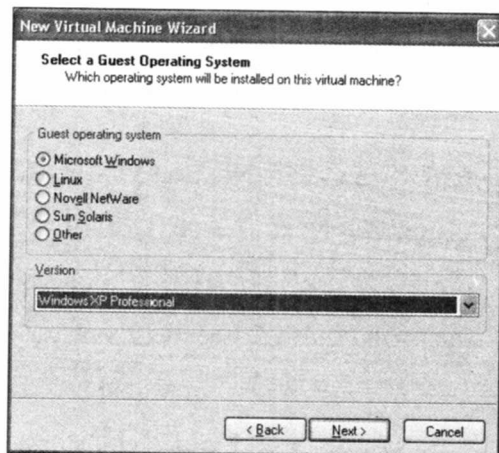 New Virtual Machine Wizard
Select a Guest Operating System
Which operating system will be installed on this virtual machine?
Guest operating system
Microsoft Windows
Linux
Novell NetWare
Sun Solaris
Other
Version
Windows XP Professional
< Back
Next >
Cancel